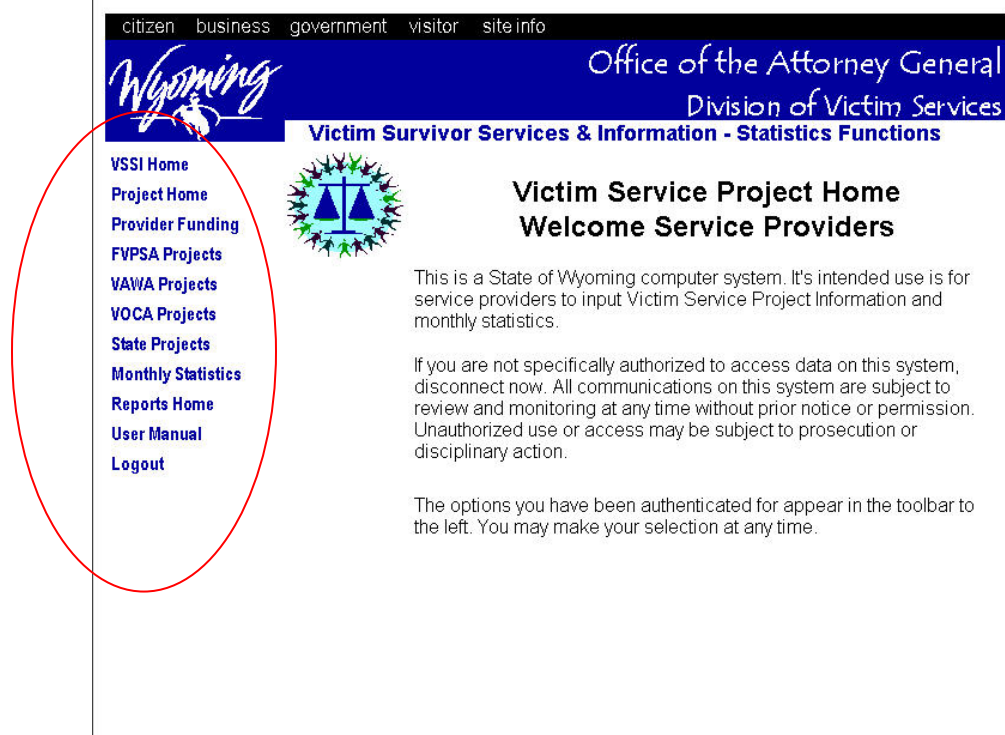 citizen business government visitor site info
Wyoming
Office of the Attorney General
Division of Victim Services
Victim Survivor Services & Information - Statistics Functions
VSSI Home
Project Home
Provider Funding
FVPSA Projects
VAWA Projects
VOCA Projects
State Projects
Monthly Statistics
Reports Home
User Manual
Logout
Victim Service Project Home
Welcome Service Providers
This is a State of Wyoming computer system. It's intended use is for
service providers to input Victim Service Project Information and
monthly statistics.
If you are not specifically authorized to access data on this system,
disconnect now. All communications on this system are subject to
review and monitoring at any time without prior notice or permission.
Unauthorized use or access may be subject to prosecution or
disciplinary action.
The options you have been authenticated for appear in the toolbar to
the left. You may make your selection at any time.